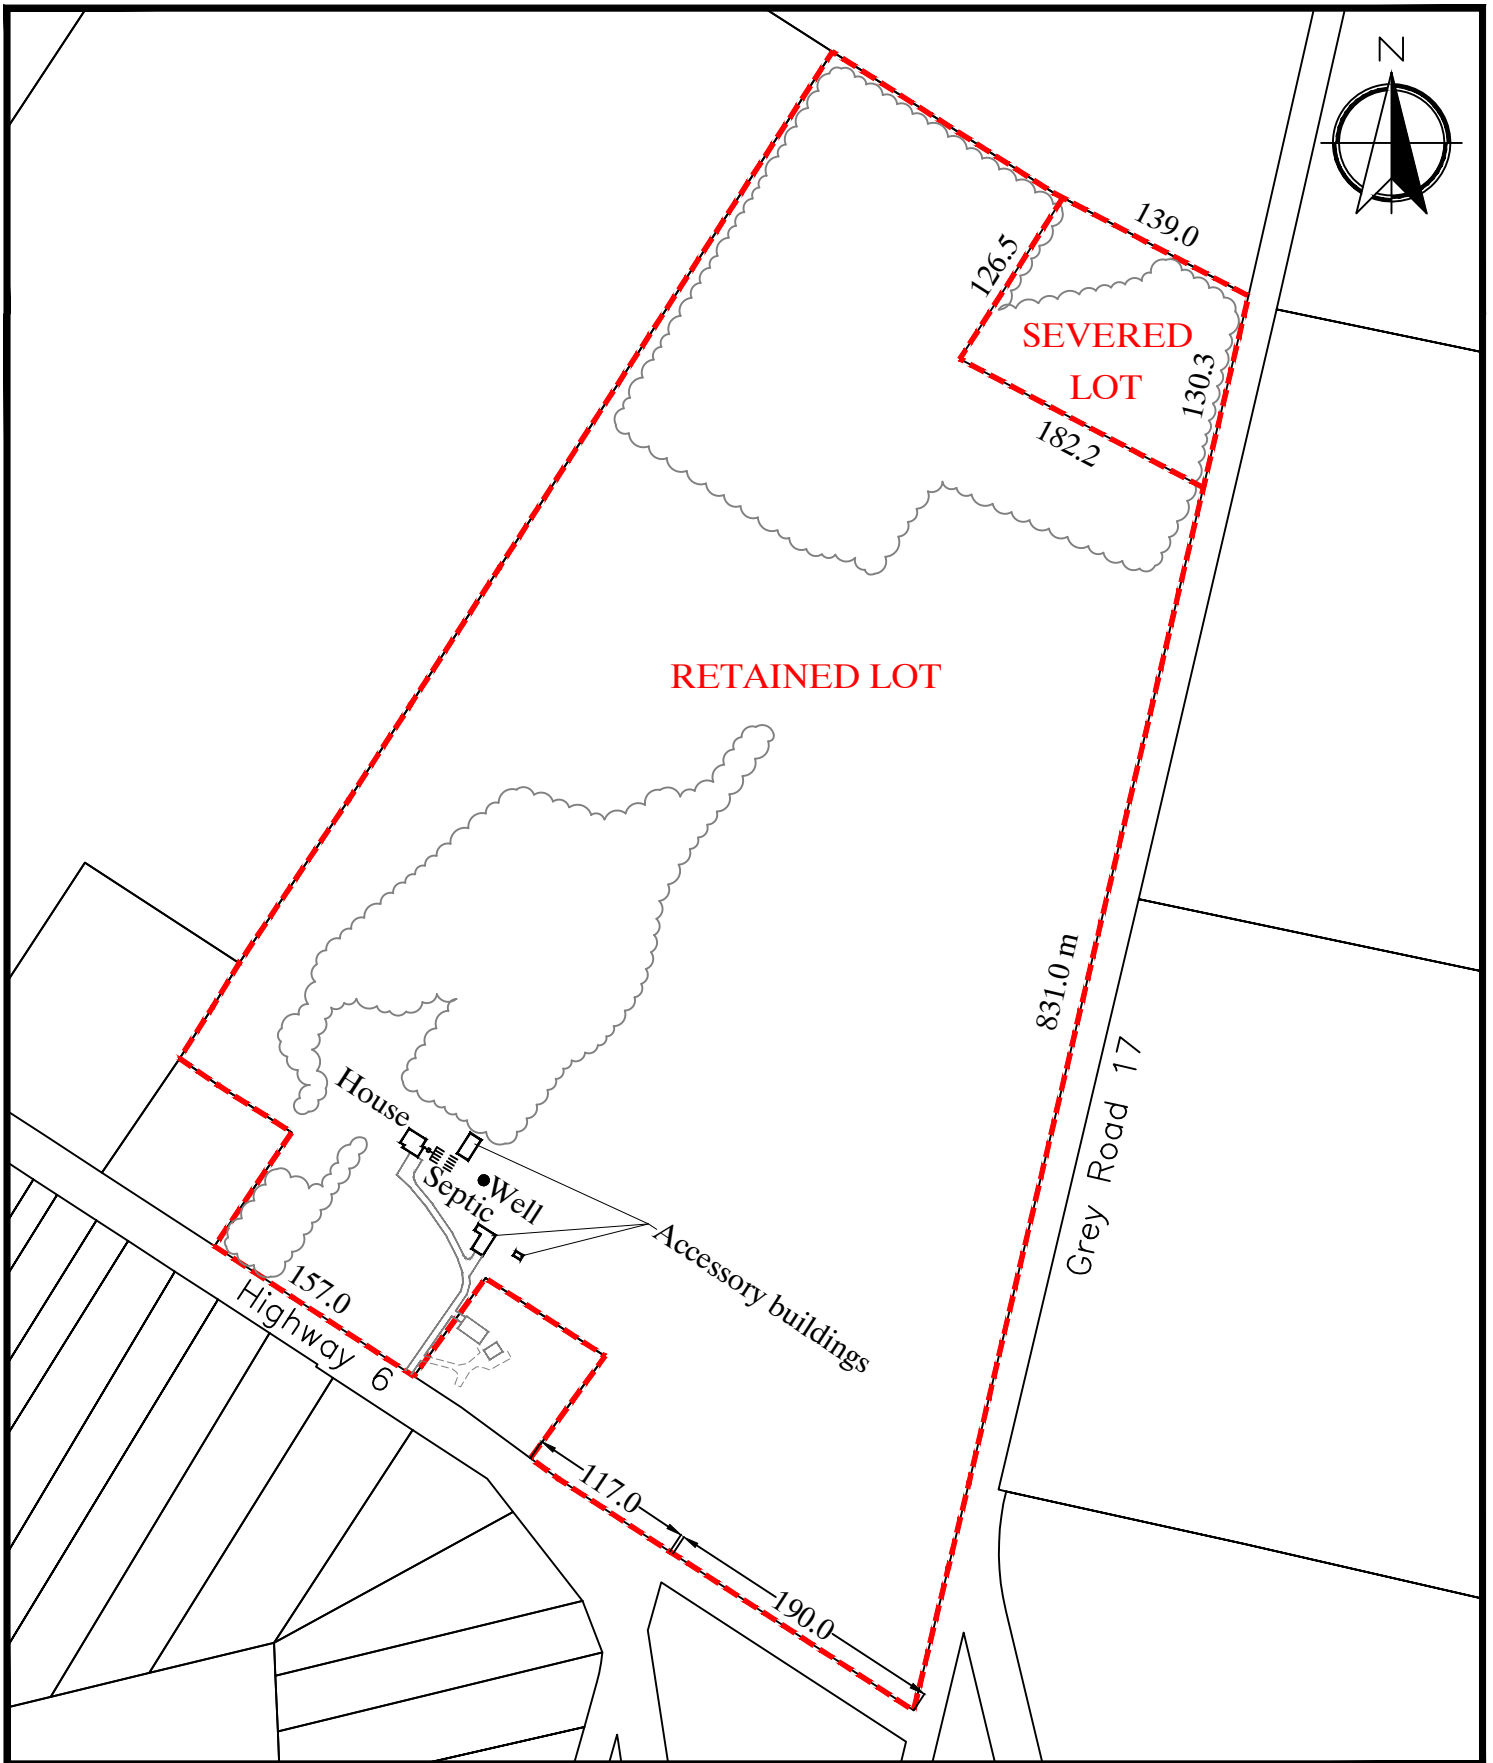 N
139.0
126.5
SEVERED
LOT
130.3
182.2
RETAINED LOT
831.0 m
Grey Road 17
House
Septic
Well
Accessory buildings
157.0
Highway 6
117.0
190.0